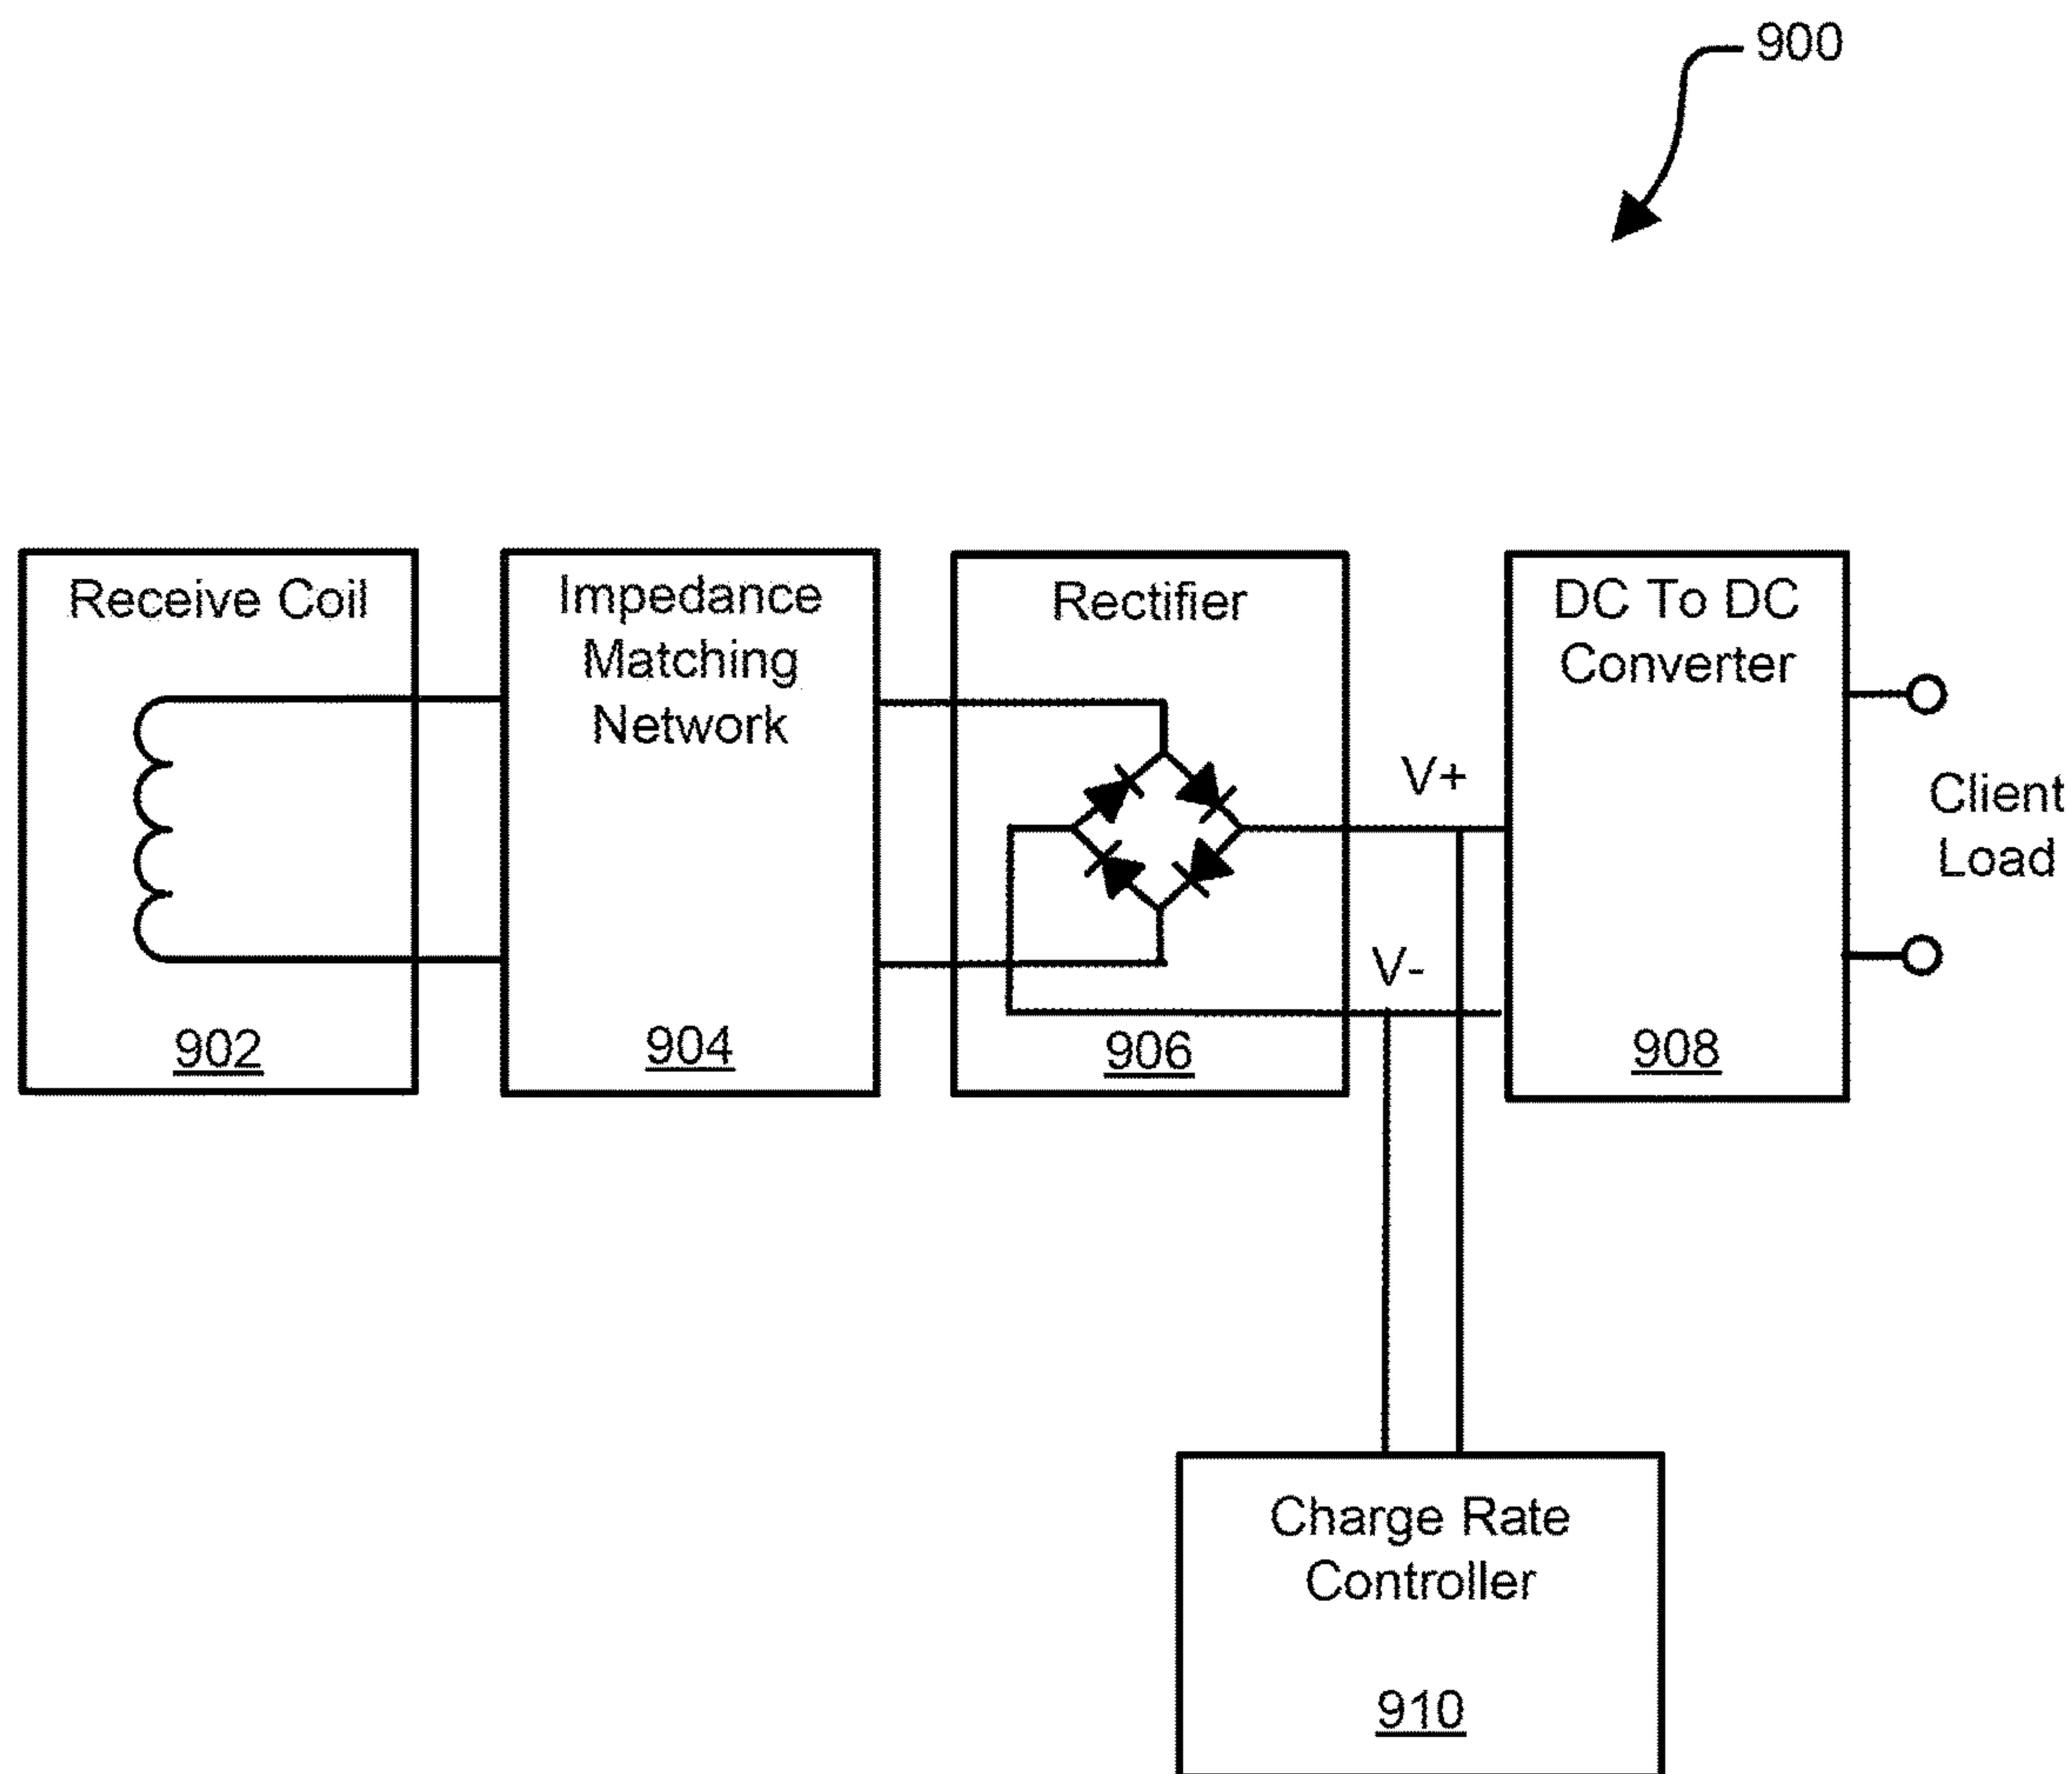 900
Receive Coil
902
Impedance
Matching
Network
904
Rectifier
906
V+
V-
DC To DC
Converter
908
Client
Load
Charge Rate
Controller
910